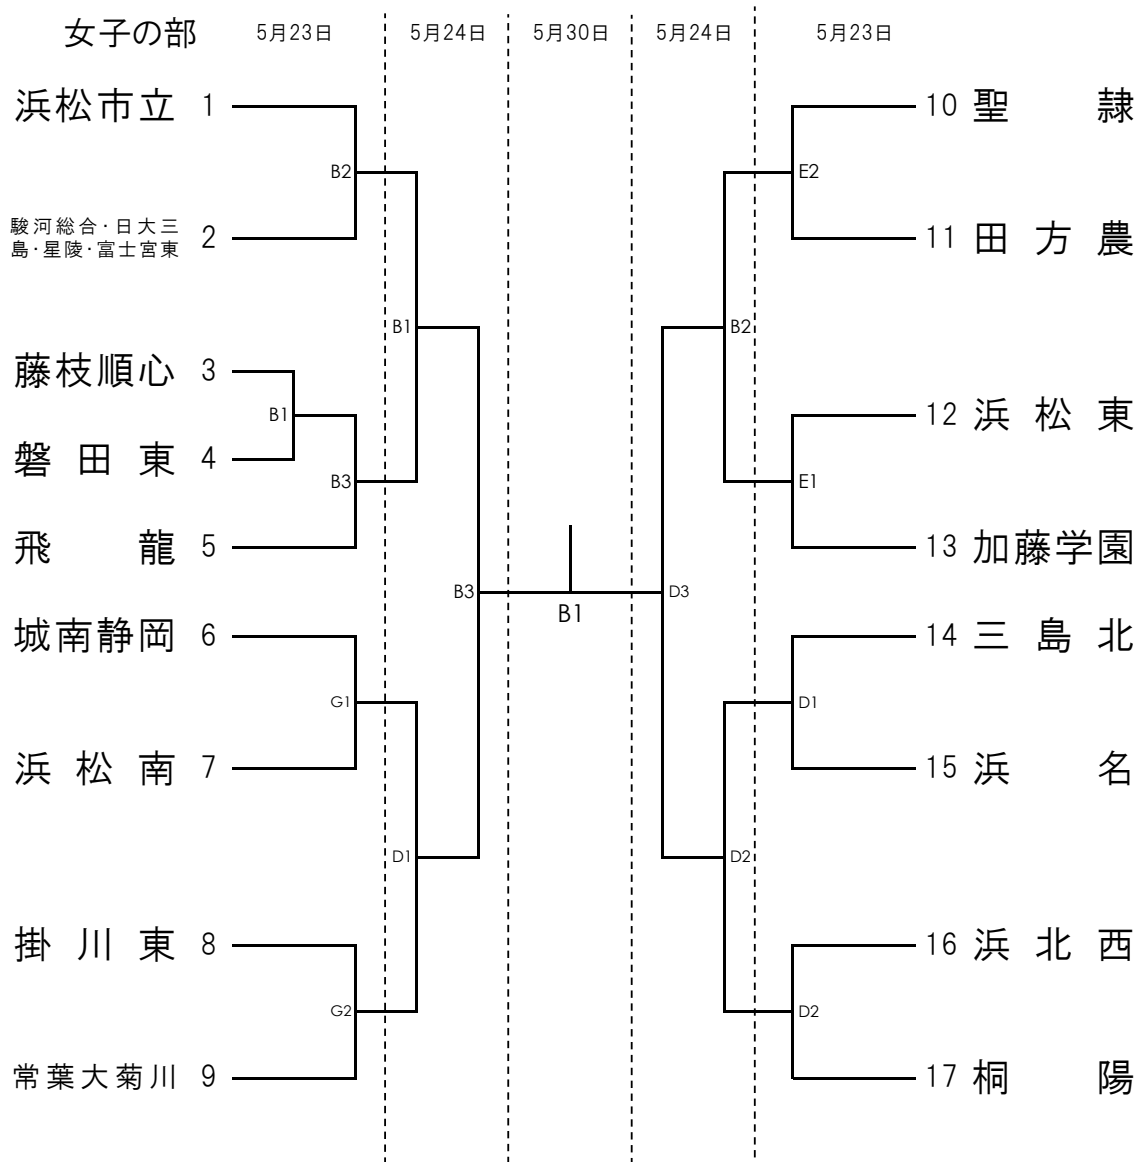 女子の部 5月23日 5月24日 5月30日 5月24日 5月23日
浜松市立 1
10 聖隷
B2
E2
駿河総合・日大三
島・星陵・富士宮東
2
11 田方農
B1
B2
藤枝順心 3
B1
12 浜松東
磐田東 4
B3
E1
飛龍 5
13 加藤学園
B3
D3
B1
城南静岡 6
14 三島北
G1
D1
浜松南 7
15 浜名
D1
D2
掛川東 8
16 浜北西
G2
D2
常葉大菊川 9
17 桐陽